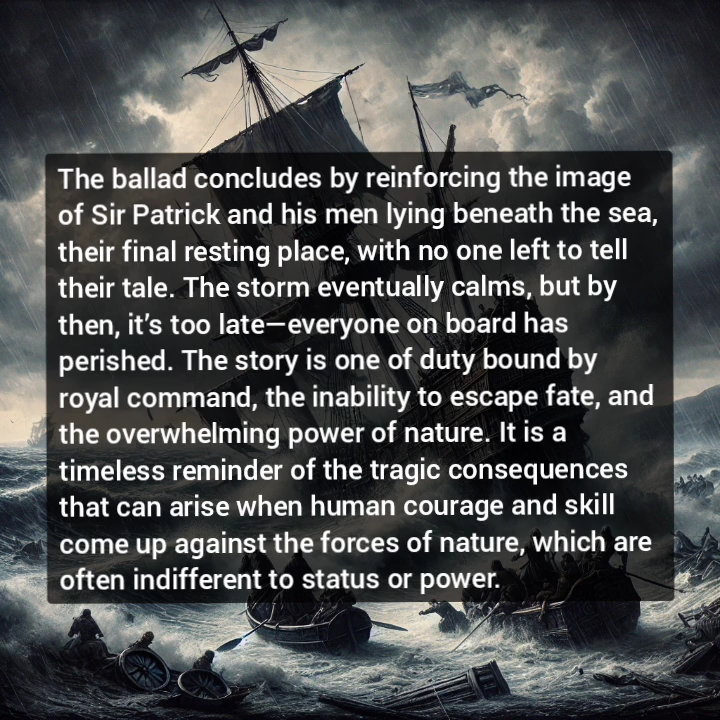 The ballad concludes by reinforcing the image
of Sir Patrick and his men lying beneath the sea,
their final resting place, with no one left to tell
their tale. The storm eventually calms, but by
then, it’s too late—everyone on board has
perished. The story is one of duty bound by
royal command, the inability to escape fate, and
the overwhelming power of nature. It is a
timeless reminder of the tragic consequences
that can arise when human courage and skill
come up against the forces of nature, which are
often indifferent to status or power.